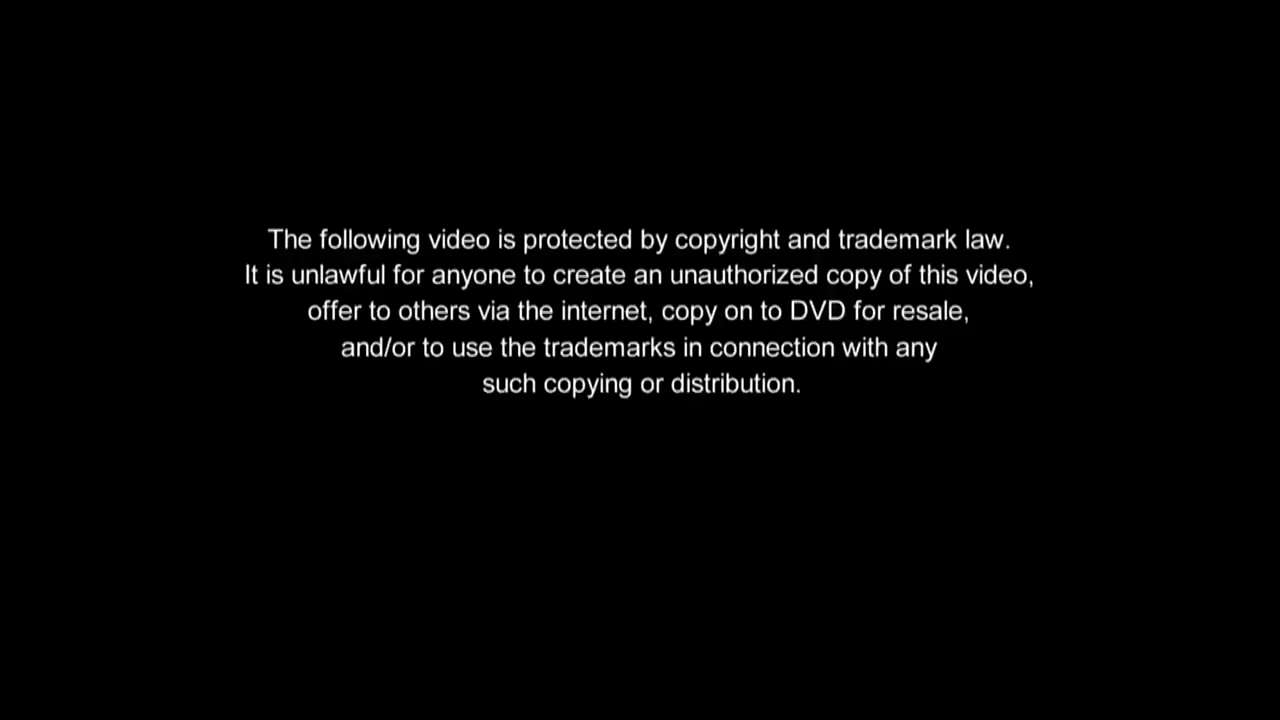 The following video is protected by copyright and trademark law.
It is unlawful for anyone to create an unauthorized copy of this video,
offer to others via the internet, copy on to DVD for resale,
and/or to use the trademarks in connection with any
such copying or distribution.